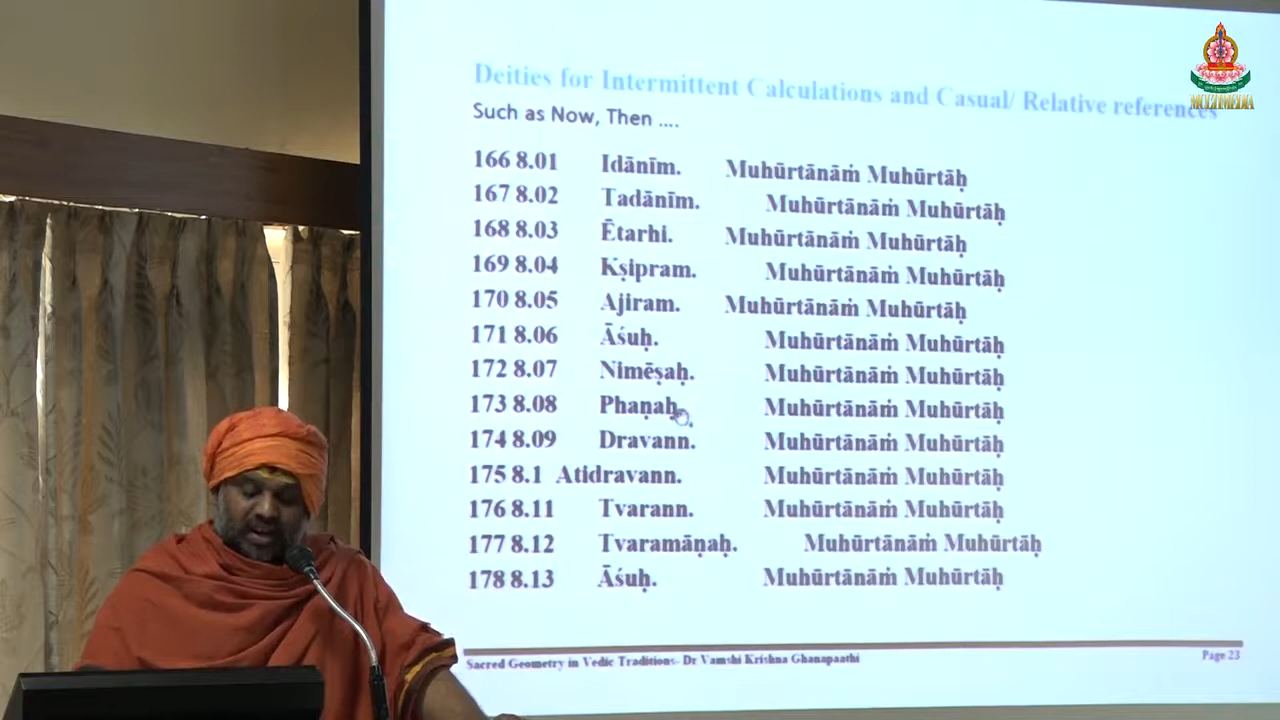 MULTIMEDIA
Deities for Intermittent Calculations and Casual/ Relative references
Such as Now, Then ....
166 8.01 Idānīm. Muhūrtānāṁ Muhūrtāḥ
167 8.02 Tadānīm. Muhūrtānāṁ Muhūrtāḥ
168 8.03 Ētarhi. Muhūrtānāṁ Muhūrtāḥ
169 8.04 Kṣipram. Muhūrtānāṁ Muhūrtāḥ
170 8.05 Ajiram. Muhūrtānāṁ Muhūrtāḥ
171 8.06 Āśuḥ. Muhūrtānāṁ Muhūrtāḥ
172 8.07 Nimēṣaḥ. Muhūrtānāṁ Muhūrtāḥ
173 8.08 Phaṇaḥ. Muhūrtānāṁ Muhūrtāḥ
174 8.09 Dravann. Muhūrtānāṁ Muhūrtāḥ
175 8.1 Atidravann. Muhūrtānāṁ Muhūrtāḥ
176 8.11 Tvarann. Muhūrtānāṁ Muhūrtāḥ
177 8.12 Tvaramāṇaḥ. Muhūrtānāṁ Muhūrtāḥ
178 8.13 Āśuḥ. Muhūrtānāṁ Muhūrtāḥ
Sacred Geometry in Vedic Traditions- Dr Vamshi Krishna Ghanapaathi Page 23